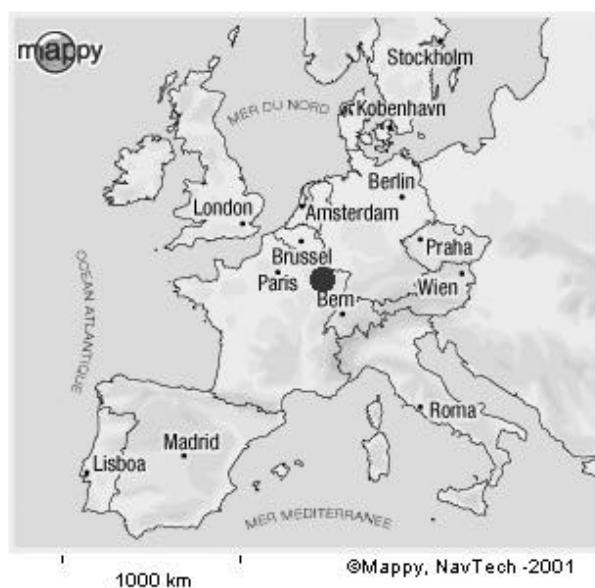 mappy
Stockholm
MER DU NORD
København
Berlin
London
Amsterdam
Praha
Brussel
Paris
Wien
Bern
OCEAN ATLANTIQUE
Roma
Madrid
Lisboa
MER MEDITERRANEE
1000 km
©Mappy, NavTech -2001